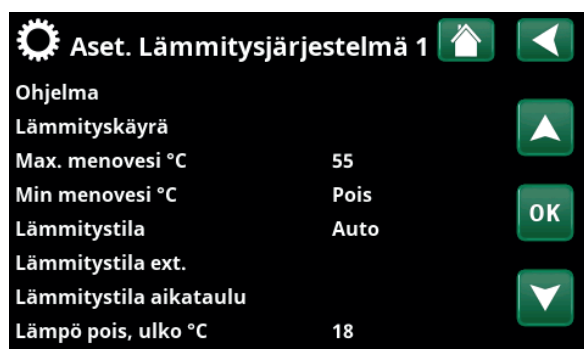 Aset. Lämmitysjärjestelmä 1
Ohjelma
Lämmityskäyrä
Max. menovesi °C 55
Min menovesi °C Pois
Lämmitystila Auto
OK
Lämmitystila ext.
Lämmitystila aikataulu
Lämpö pois, ulko °C 18